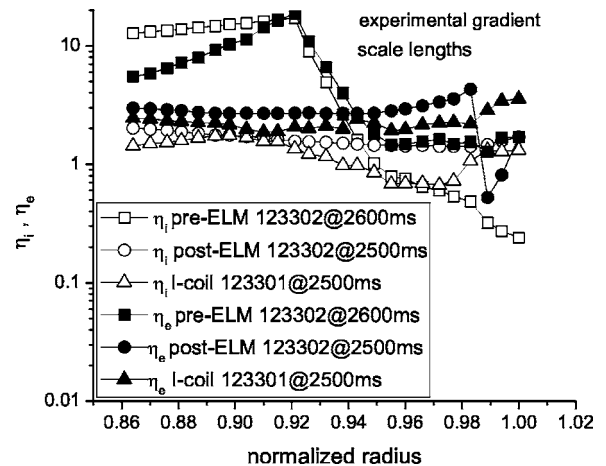 experimental gradient
scale lengths
10
1
0.1
0.01
η_i , η_e
η_i pre-ELM 123302@2600ms
η_i post-ELM 123302@2500ms
η_i I-coil 123301@2500ms
η_e pre-ELM 123302@2600ms
η_e post-ELM 123302@2500ms
η_e I-coil 123301@2500ms
0.86 0.88 0.90 0.92 0.94 0.96 0.98 1.00 1.02
normalized radius